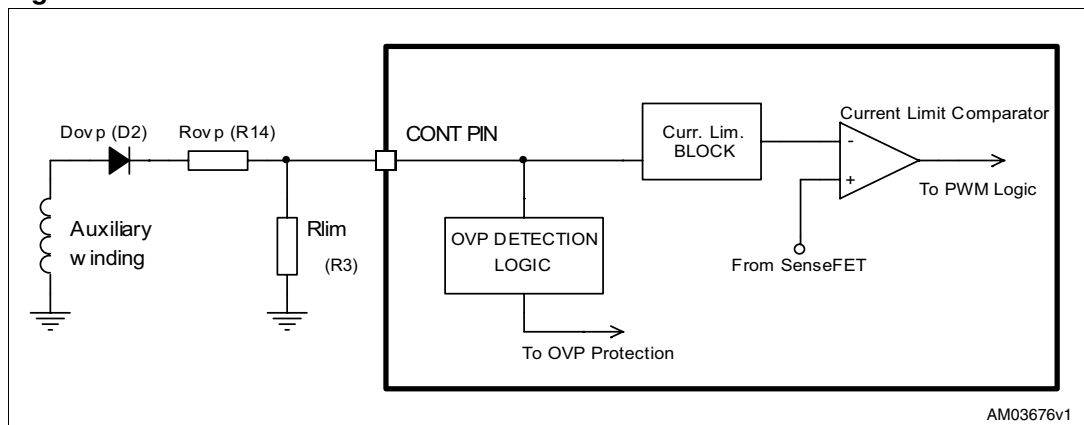 Dovp (D2)
Rovp (R14)
CONT PIN
Curr. Lim.
BLOCK
Current Limit Comparator
-
+
To PWM Logic
Auxiliary
winding
Rlim
(R3)
OVP DETECTION
LOGIC
From SenseFET
To OVP Protection
AM03676v1